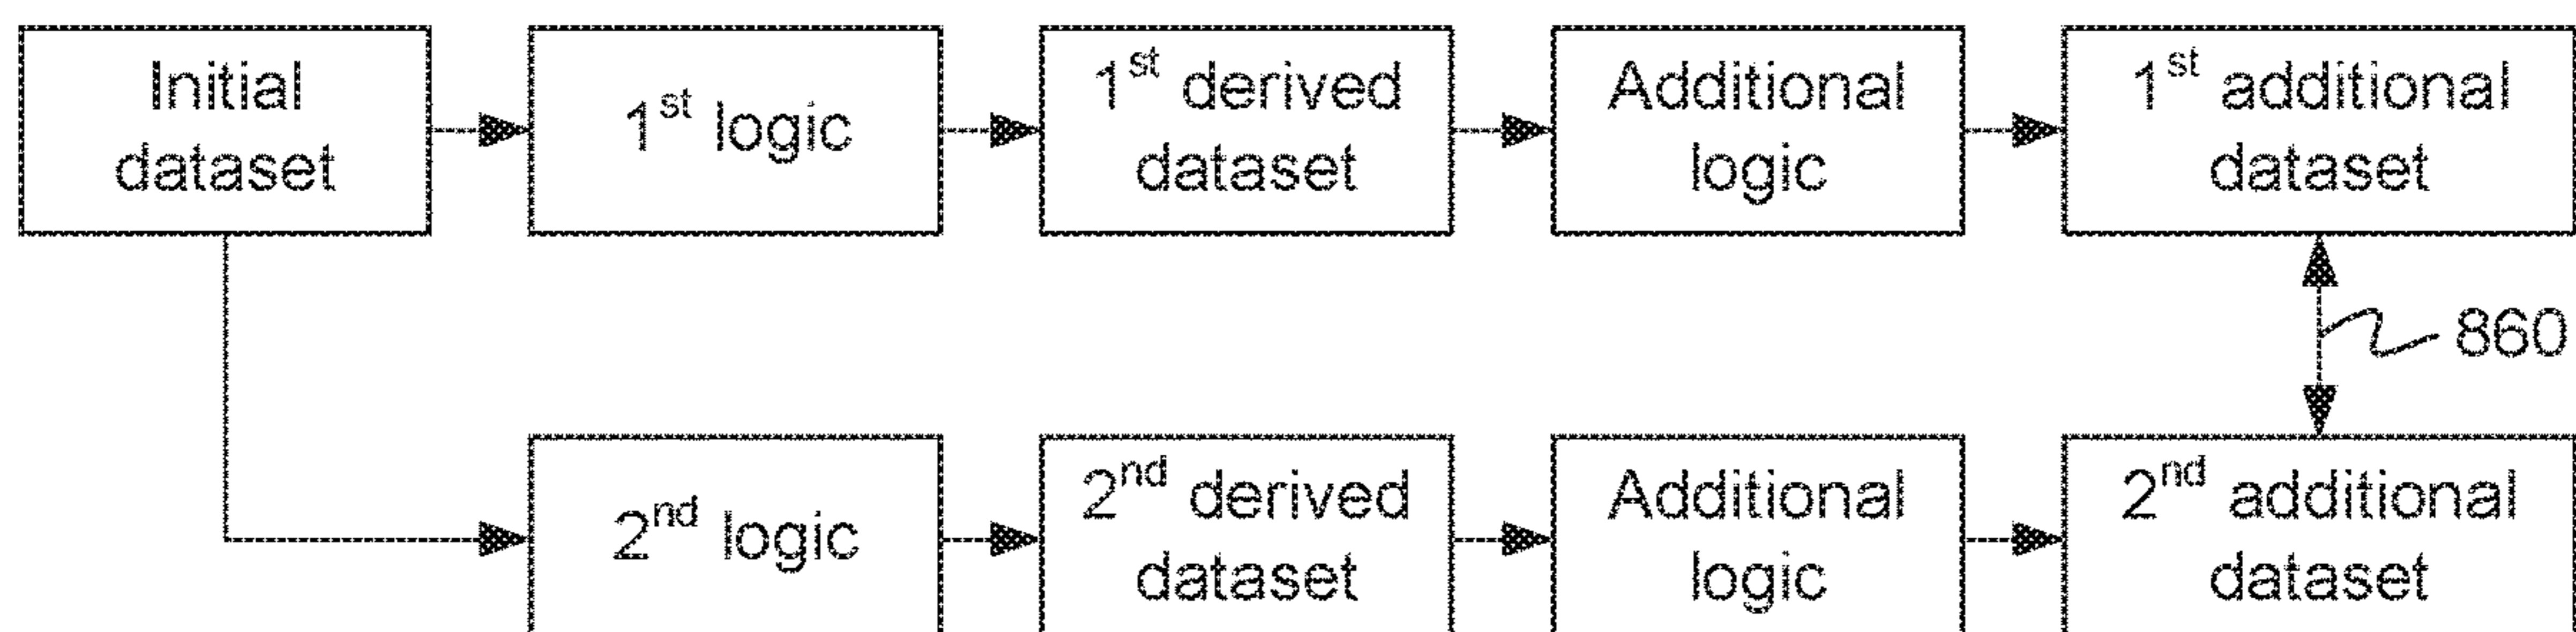 Initial
dataset
1st logic
1st derived
dataset
Additional
logic
1st additional
dataset
860
2nd logic
2nd derived
dataset
Additional
logic
2nd additional
dataset